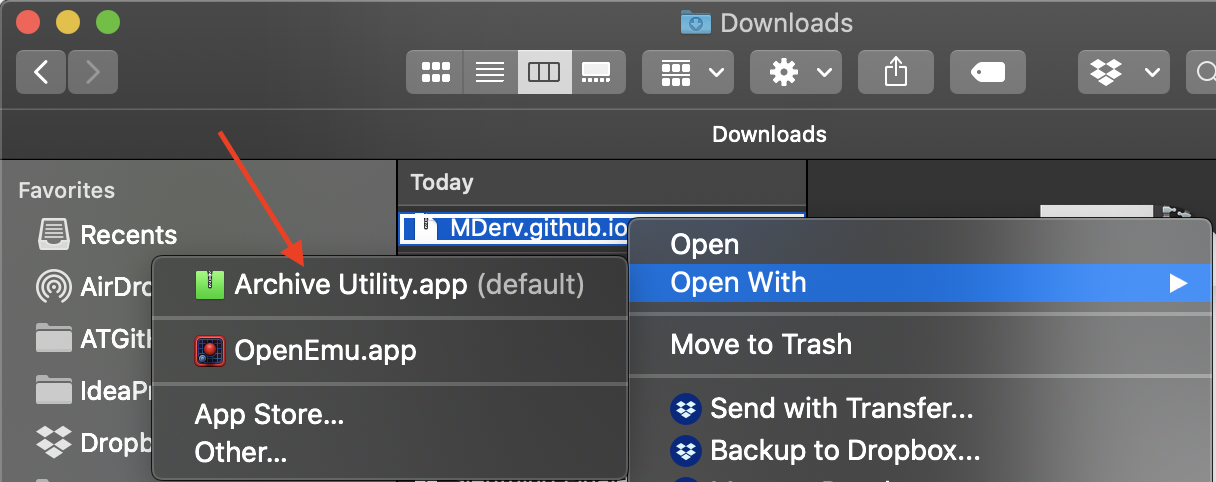 Downloads
Downloads
Favorites
Today
Recents
MDerv.github.io
Open
AirDro
Archive Utility.app (default)
Open With
ATGitH
OpenEmu.app
Move to Trash
IdeaPr
App Store...
Send with Transfer...
Dropb
Other...
Backup to Dropbox...